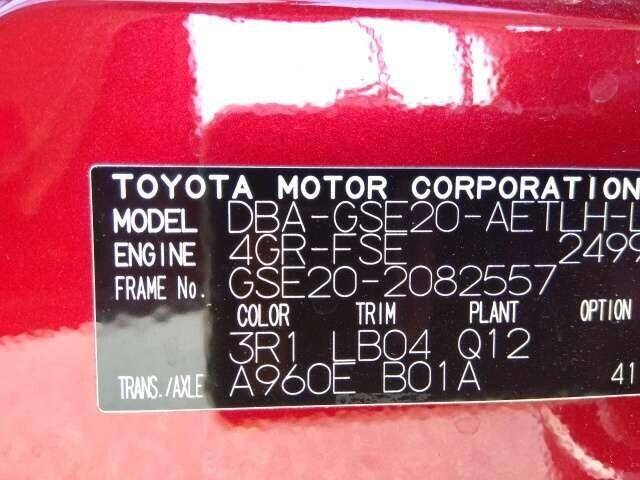 TOYOTA MOTOR CORPORATION
MODEL DBA-GSE20-AETLH-
ENGINE 4GR-FSE 2499
FRAME No. GSE20-2082557
COLOR TRIM PLANT OPTION
3R1 LB04 Q12
TRANS./AXLE A960E B01A 41